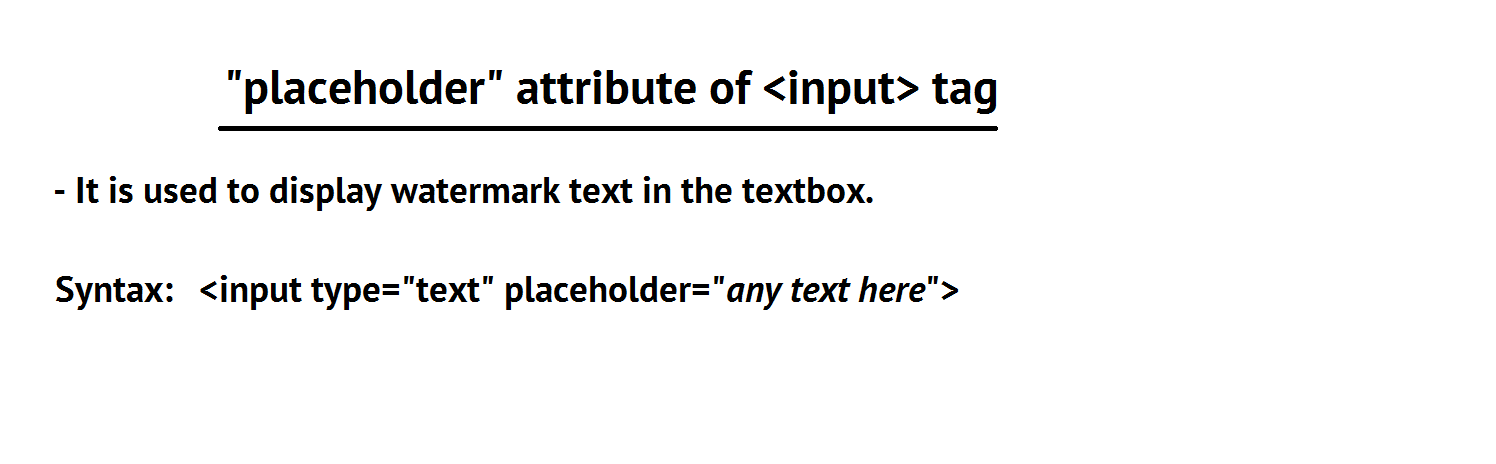 "placeholder" attribute of <input> tag
- It is used to display watermark text in the textbox.
Syntax: <input type="text" placeholder="any text here">